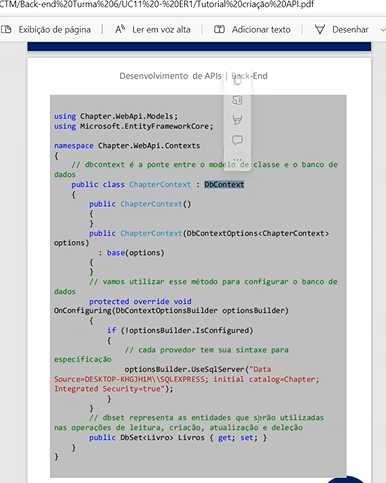 CTM/Back-end%20Turma%206/UC11%20-%20ER1/Tutorial%20criação%20API.pdf
Exibição de página | A Ler em voz alta | Adicionar texto | Desenhar
Desenvolvimento de APIs | Back-End
using Chapter.WebApi.Models;
using Microsoft.EntityFrameworkCore;
namespace Chapter.WebApi.Contexts
{
// dbcontext é a ponte entre o modelo de classe e o banco de
dados
public class ChapterContext : DbContext
{
public ChapterContext()
{
}
public ChapterContext(DbContextOptions<ChapterContext>
options)
: base(options)
{
}
// vamos utilizar esse método para configurar o banco de
dados
protected override void
OnConfiguring(DbContextOptionsBuilder optionsBuilder)
{
if (!optionsBuilder.IsConfigured)
{
// cada provedor tem sua sintaxe para
especificação
optionsBuilder.UseSqlServer("Data
Source=DESKTOP-KHGJH1M\\SQLEXPRESS; initial catalog=Chapter;
Integrated Security=true");
}
}
// dbset representa as entidades que serão utilizadas
nas operações de leitura, criação, atualização e deleção
public DbSet<Livro> Livros { get; set; }
}
}